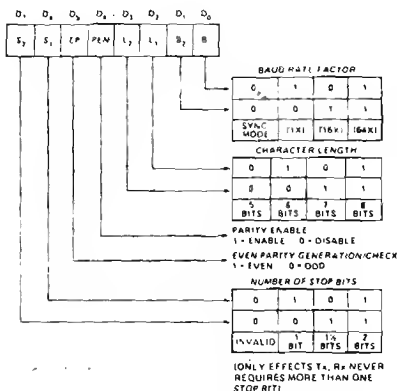 D₇ D₆ D₅ D₄ D₃ D₂ D₁ D₀
S₂ S₁ EP PEN L₂ L₁ B₂ B
BAUD RATE FACTOR
0 1 0 1
0 0 1 1
SYNC MODE (1X) (16X) (64X)
CHARACTER LENGTH
0 1 0 1
0 0 1 1
5 BITS 6 BITS 7 BITS 8 BITS
PARITY ENABLE
1 = ENABLE 0 = DISABLE
EVEN PARITY GENERATION/CHECK
1 = EVEN 0 = ODD
NUMBER OF STOP BITS
0 1 0 1
0 0 1 1
INVALID 1 BIT 1½ BITS 2 BITS
(ONLY EFFECTS Tx, Rx NEVER
REQUIRES MORE THAN ONE
STOP BIT)